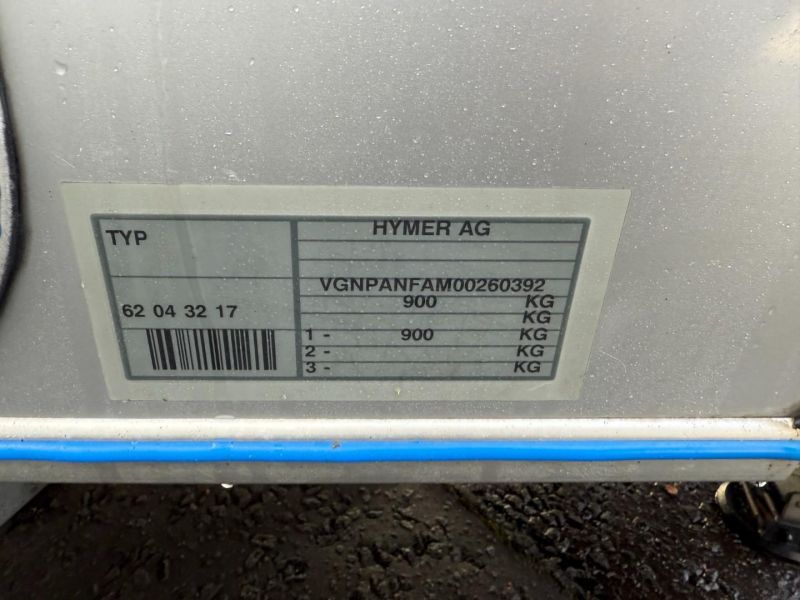 TYP
62 04 32 17
HYMER AG
VGNPANFAM00260392
900 KG
KG
1 - 900 KG
2 - KG
3 - KG